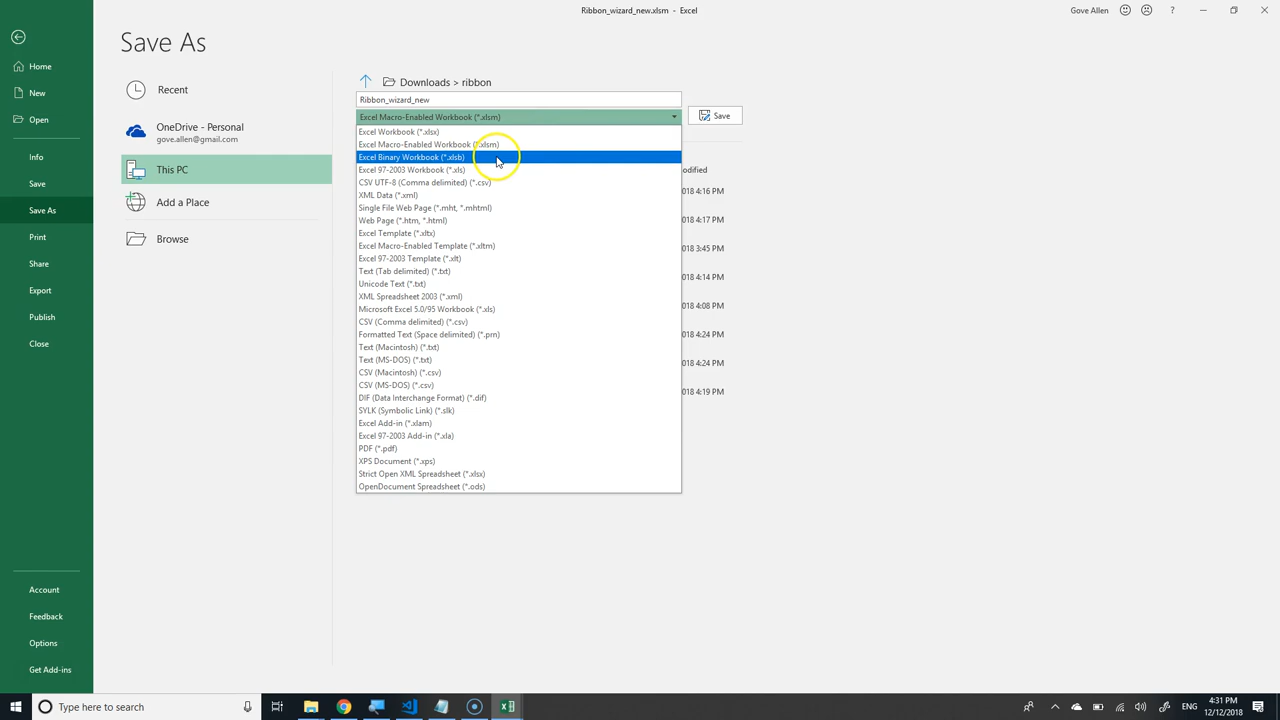 Ribbon_wizard_new.xlsm - Excel
Gove Allen
?
Save As
Home
New
Open
Info
Save
Save As
Print
Share
Export
Publish
Close
Account
Feedback
Options
Get Add-ins
Recent
OneDrive - Personal
gove.allen@gmail.com
This PC
Add a Place
Browse
Downloads > ribbon
Ribbon_wizard_new
Excel Macro-Enabled Workbook (*.xlsm)
Save
Excel Workbook (*.xlsx)
Excel Macro-Enabled Workbook (*.xlsm)
Excel Binary Workbook (*.xlsb)
Excel 97-2003 Workbook (*.xls)
CSV UTF-8 (Comma delimited) (*.csv)
XML Data (*.xml)
Single File Web Page (*.mht, *.mhtml)
Web Page (*.htm, *.html)
Excel Template (*.xltx)
Excel Macro-Enabled Template (*.xltm)
Excel 97-2003 Template (*.xlt)
Text (Tab delimited) (*.txt)
Unicode Text (*.txt)
XML Spreadsheet 2003 (*.xml)
Microsoft Excel 5.0/95 Workbook (*.xls)
CSV (Comma delimited) (*.csv)
Formatted Text (Space delimited) (*.prn)
Text (Macintosh) (*.txt)
Text (MS-DOS) (*.txt)
CSV (Macintosh) (*.csv)
CSV (MS-DOS) (*.csv)
DIF (Data Interchange Format) (*.dif)
SYLK (Symbolic Link) (*.slk)
Excel Add-in (*.xlam)
Excel 97-2003 Add-in (*.xla)
PDF (*.pdf)
XPS Document (*.xps)
Strict Open XML Spreadsheet (*.xlsx)
OpenDocument Spreadsheet (*.ods)
odified
018 4:16 PM
018 4:17 PM
018 3:45 PM
018 4:14 PM
018 4:08 PM
018 4:24 PM
018 4:24 PM
018 4:19 PM
Type here to search
ENG
4:31 PM
12/12/2018